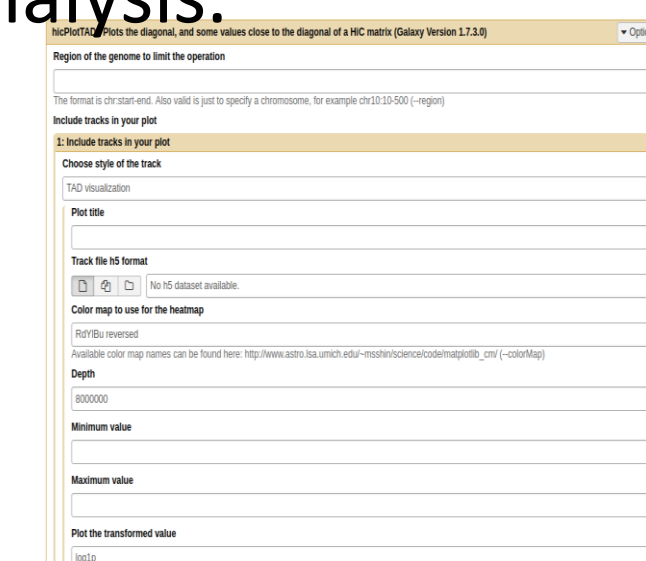 alysis.
hicPlotTADs Plots the diagonal, and some values close to the diagonal of a HiC matrix (Galaxy Version 1.7.3.0)
Region of the genome to limit the operation
The format is chr:start-end. Also valid is just to specify a chromosome, for example chr10:10-500 (--region)
Include tracks in your plot
1: Include tracks in your plot
Choose style of the track
TAD visualization
Plot title
Track file h5 format
No h5 dataset available.
Color map to use for the heatmap
RdYlBu reversed
Available color map names can be found here: http://www.astro.lsa.umich.edu/~msshin/science/code/matplotlib_cm/ (--colorMap)
Depth
8000000
Minimum value
Maximum value
Plot the transformed value
log1p